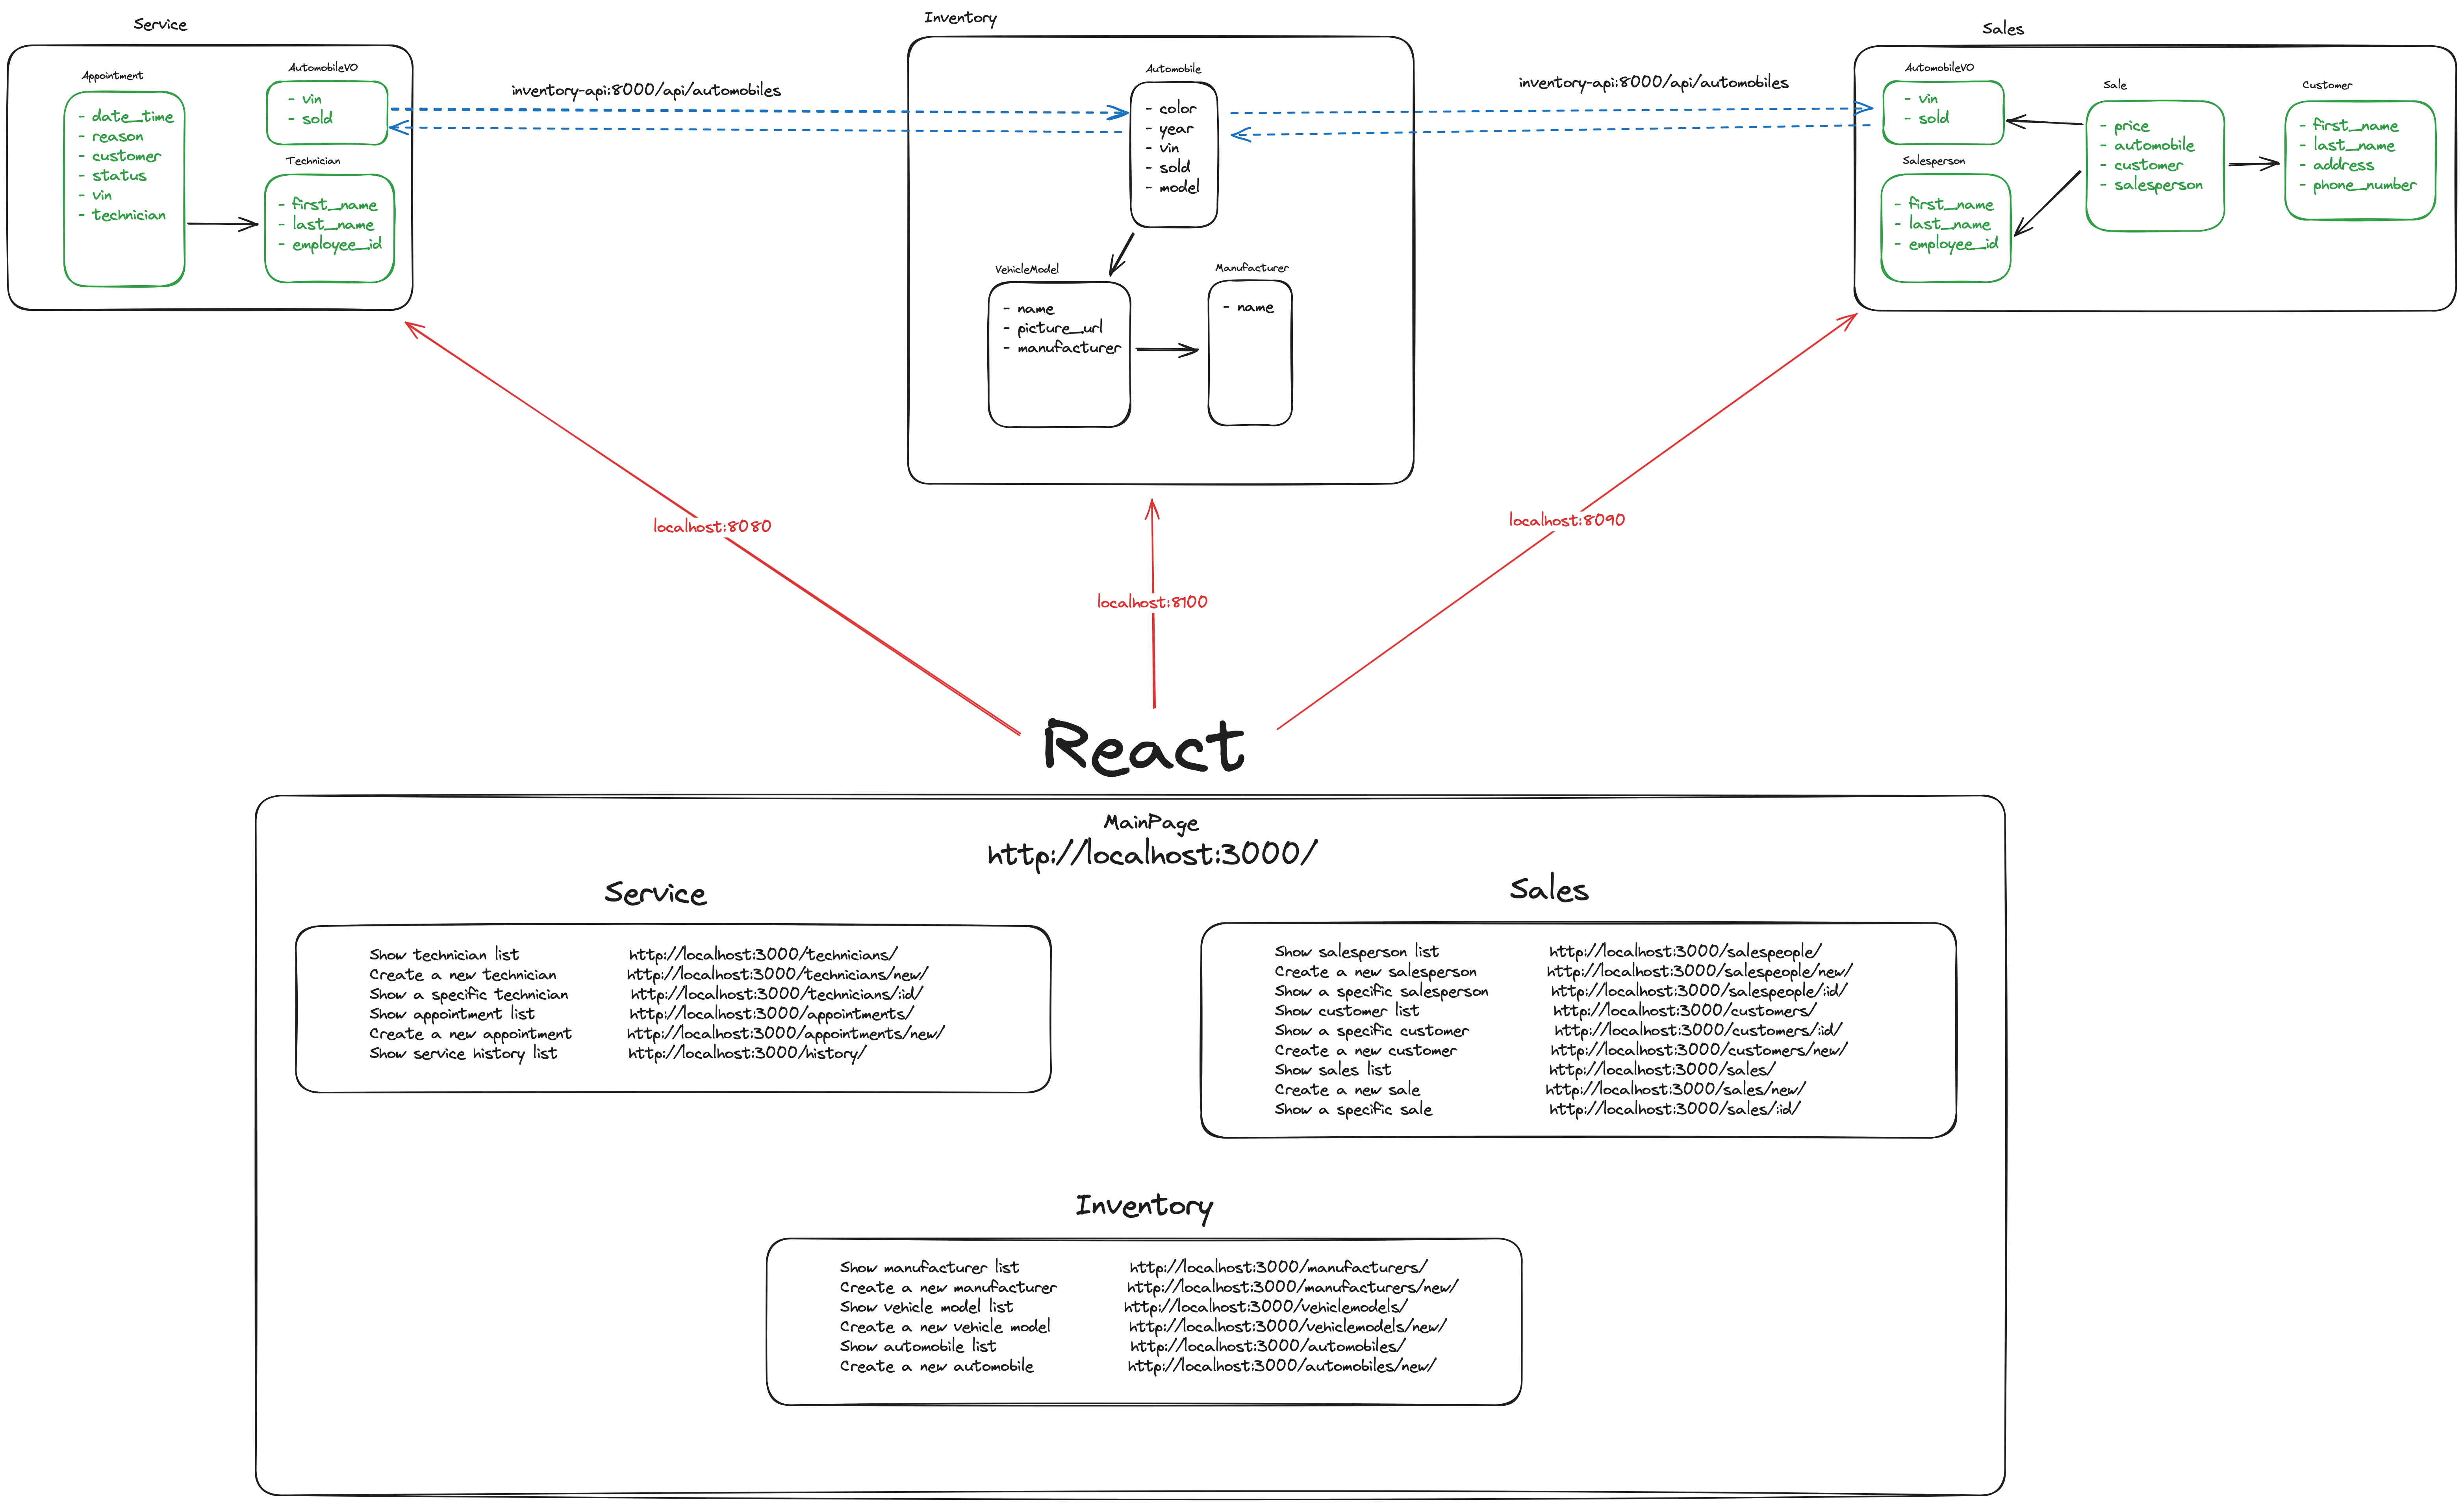 Service
Appointment
- date_time
- reason
- customer
- status
- vin
- technician
AutomobileVO
- vin
- sold
Technician
- first_name
- last_name
- employee_id
inventory-api:8000/api/automobiles
Inventory
Automobile
- color
- year
- vin
- sold
- model
VehicleModel
- name
- picture_url
- manufacturer
Manufacturer
- name
inventory-api:8000/api/automobiles
Sales
AutomobileVO
- vin
- sold
Salesperson
- first_name
- last_name
- employee_id
Sale
- price
- automobile
- customer
- salesperson
Customer
- first_name
- last_name
- address
- phone_number
localhost:8080
localhost:8100
localhost:8090
React
MainPage
http://localhost:3000/
Service
Show technician list http://localhost:3000/technicians/
Create a new technician http://localhost:3000/technicians/new/
Show a specific technician http://localhost:3000/technicians/:id/
Show appointment list http://localhost:3000/appointments/
Create a new appointment http://localhost:3000/appointments/new/
Show service history list http://localhost:3000/history/
Sales
Show salesperson list http://localhost:3000/salespeople/
Create a new salesperson http://localhost:3000/salespeople/new/
Show a specific salesperson http://localhost:3000/salespeople/:id/
Show customer list http://localhost:3000/customers/
Show a specific customer http://localhost:3000/customers/:id/
Create a new customer http://localhost:3000/customers/new/
Show sales list http://localhost:3000/sales/
Create a new sale http://localhost:3000/sales/new/
Show a specific sale http://localhost:3000/sales/:id/
Inventory
Show manufacturer list http://localhost:3000/manufacturers/
Create a new manufacturer http://localhost:3000/manufacturers/new/
Show vehicle model list http://localhost:3000/vehiclemodels/
Create a new vehicle model http://localhost:3000/vehiclemodels/new/
Show automobile list http://localhost:3000/automobiles/
Create a new automobile http://localhost:3000/automobiles/new/